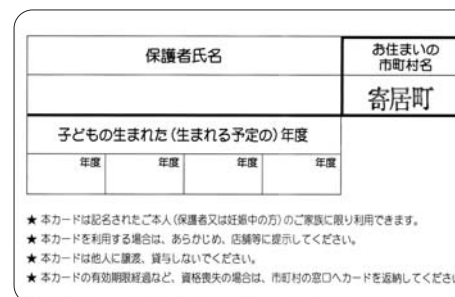 保護者氏名
お住まいの
市町村名
寄居町
子どもの生まれた(生まれる予定の)年度
年度 年度 年度 年度
★ 本カードは記名されたご本人(保護者又は妊娠中の方)のご家族に限り利用できます。
★ 本カードを利用する場合は、あらかじめ、店舗等に提示してください。
★ 本カードは他人に譲渡、貸与しないでください。
★ 本カードの有効期限経過など、資格喪失の場合は、市町村の窓口へカードを返納してくださ